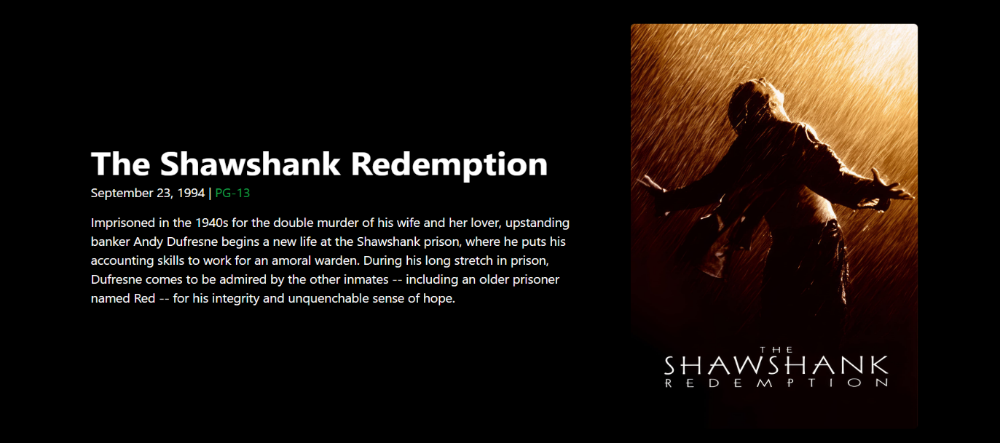 The Shawshank Redemption
September 23, 1994 | PG-13
Imprisoned in the 1940s for the double murder of his wife and her lover, upstanding
banker Andy Dufresne begins a new life at the Shawshank prison, where he puts his
accounting skills to work for an amoral warden. During his long stretch in prison,
Dufresne comes to be admired by the other inmates -- including an older prisoner
named Red -- for his integrity and unquenchable sense of hope.
THE
SHAWSHANK
REDEMPTION